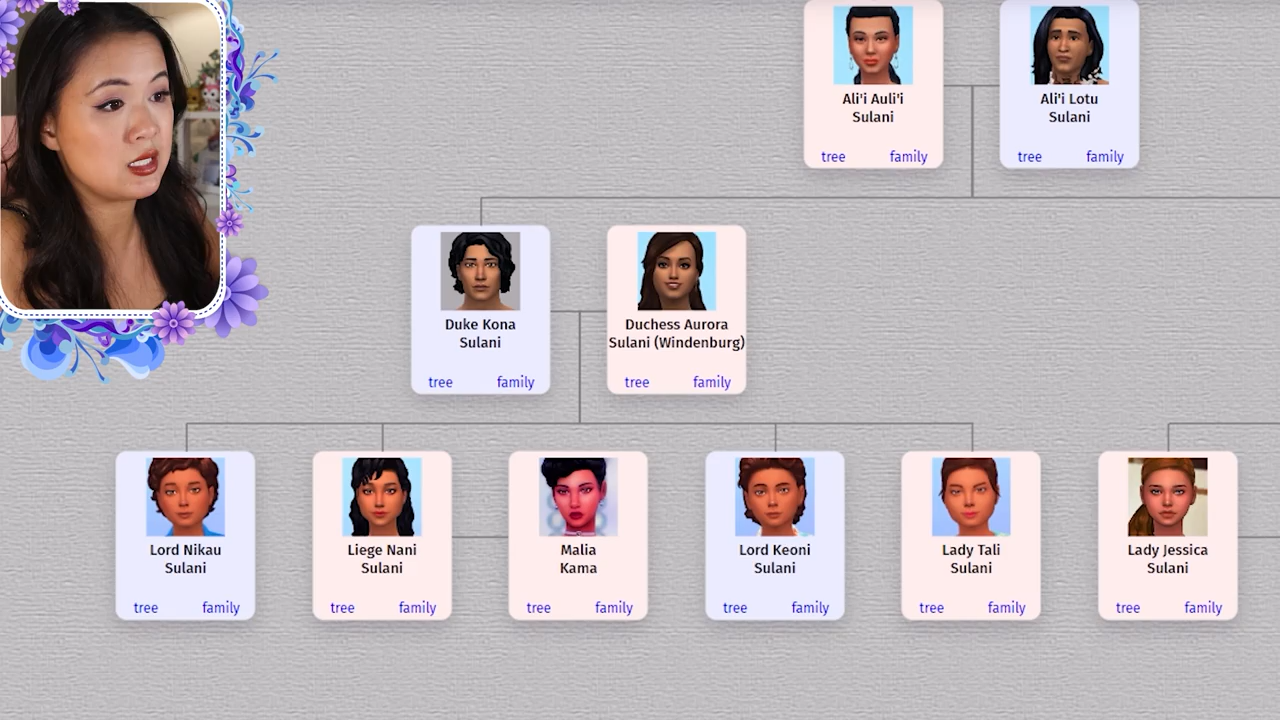 Ali'i Auli'i
Sulani
tree family
Ali'i Lotu
Sulani
tree family
Duke Kona
Sulani
tree family
Duchess Aurora
Sulani (Windenburg)
tree family
Lord Nikau
Sulani
tree family
Liege Nani
Sulani
tree family
Malia
Kama
tree family
Lord Keoni
Sulani
tree family
Lady Tali
Sulani
tree family
Lady Jessica
Sulani
tree family